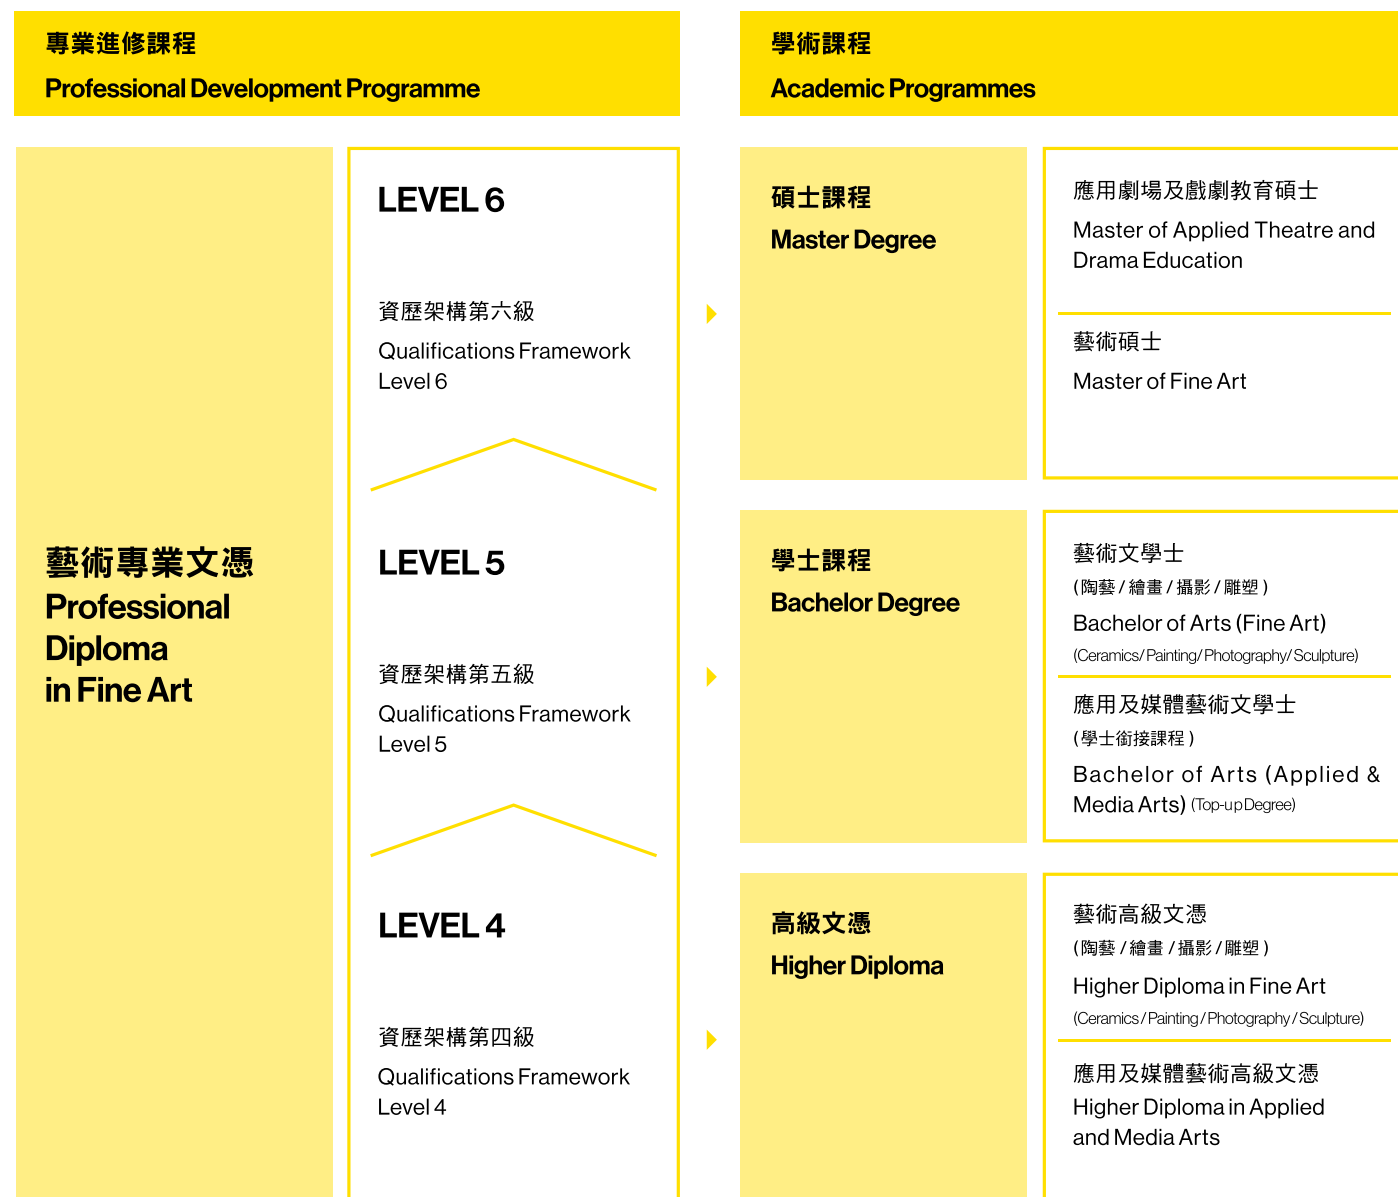 專業進修課程
Professional Development Programme
藝術專業文憑
Professional
Diploma
in Fine Art
LEVEL 6
資歷架構第六級
Qualifications Framework
Level 6
LEVEL 5
資歷架構第五級
Qualifications Framework
Level 5
LEVEL 4
資歷架構第四級
Qualifications Framework
Level 4
學術課程
Academic Programmes
碩士課程
Master Degree
應用劇場及戲劇教育碩士
Master of Applied Theatre and
Drama Education
藝術碩士
Master of Fine Art
學士課程
Bachelor Degree
藝術文學士
(陶藝 / 繪畫 / 攝影 / 雕塑 )
Bachelor of Arts (Fine Art)
(Ceramics/ Painting/ Photography/ Sculpture)
應用及媒體藝術文學士
(學士銜接課程 )
Bachelor of Arts (Applied &
Media Arts) (Top-up Degree)
高級文憑
Higher Diploma
藝術高級文憑
(陶藝 / 繪畫 / 攝影 / 雕塑 )
Higher Diploma in Fine Art
(Ceramics / Painting / Photography / Sculpture)
應用及媒體藝術高級文憑
Higher Diploma in Applied
and Media Arts